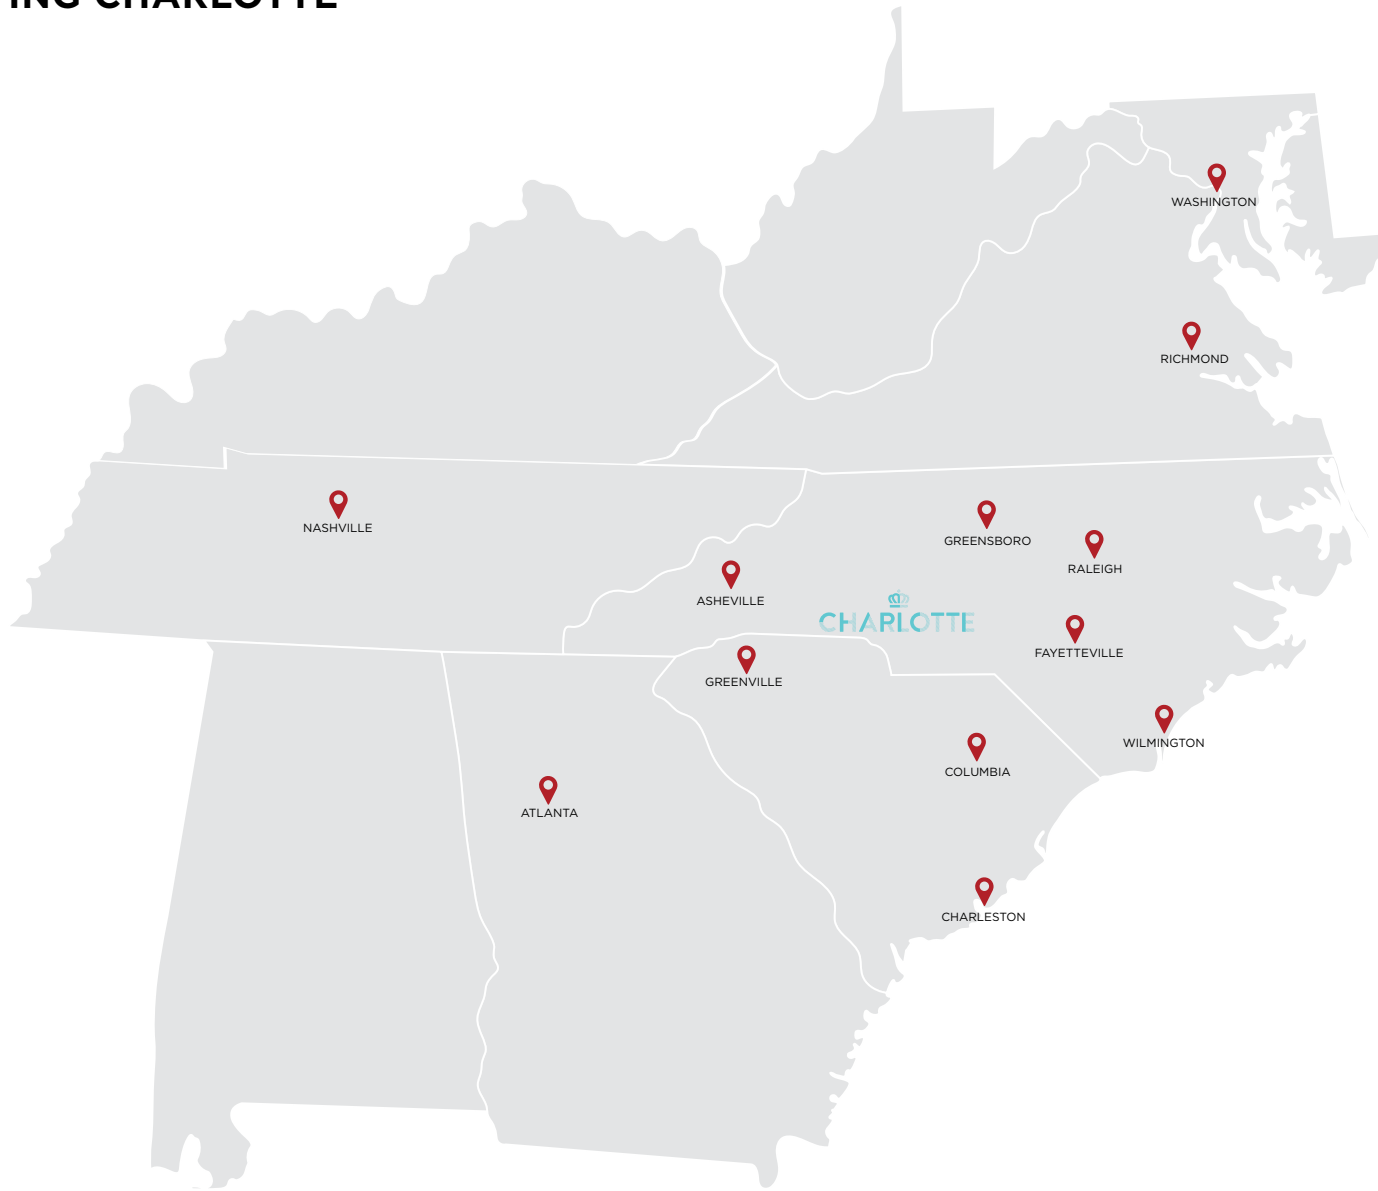 ING CHARLOTTE
WASHINGTON
RICHMOND
NASHVILLE
GREENSBORO
RALEIGH
ASHEVILLE
CHARLOTTE
FAYETTEVILLE
GREENVILLE
WILMINGTON
COLUMBIA
ATLANTA
CHARLESTON